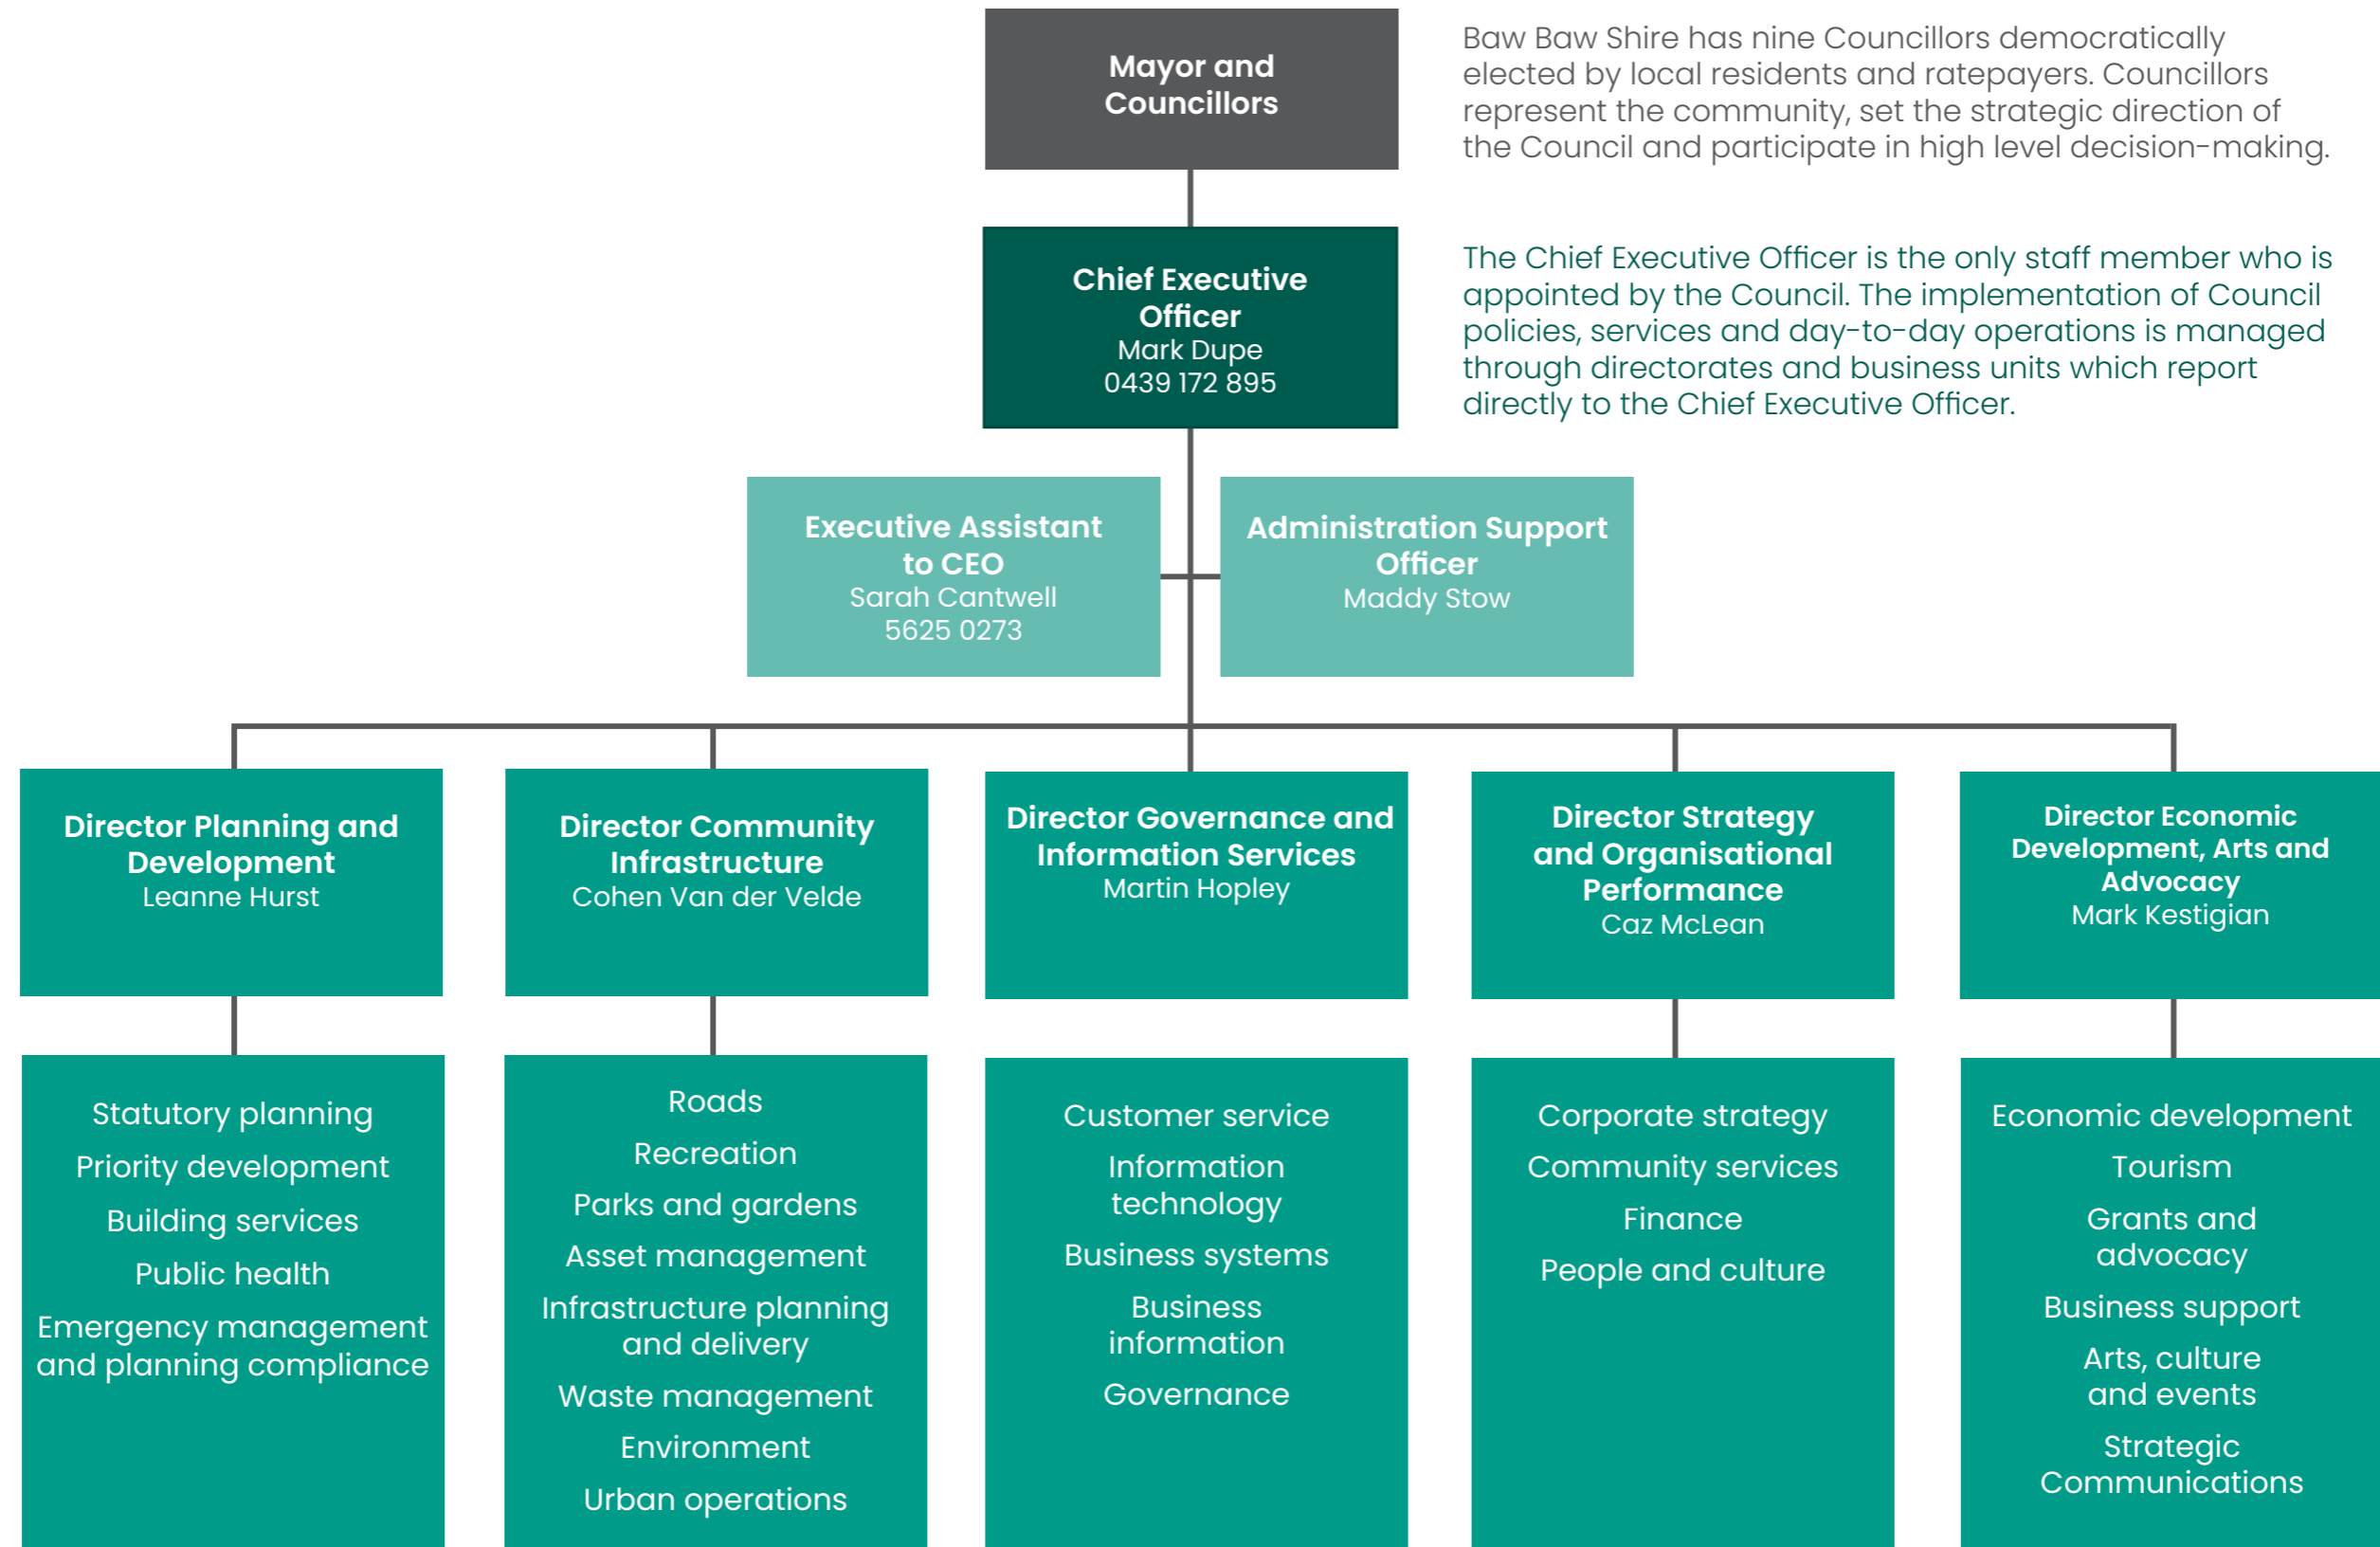 Mayor and
Councillors
Baw Baw Shire has nine Councillors democratically
elected by local residents and ratepayers. Councillors
represent the community, set the strategic direction of
the Council and participate in high level decision-making.
Chief Executive
Officer
Mark Dupe
0439 172 895
The Chief Executive Officer is the only staff member who is
appointed by the Council. The implementation of Council
policies, services and day-to-day operations is managed
through directorates and business units which report
directly to the Chief Executive Officer.
Executive Assistant
to CEO
Sarah Cantwell
5625 0273
Administration Support
Officer
Maddy Stow
Director Planning and
Development
Leanne Hurst
Director Community
Infrastructure
Cohen Van der Velde
Director Governance and
Information Services
Martin Hopley
Director Strategy
and Organisational
Performance
Caz McLean
Director Economic
Development, Arts and
Advocacy
Mark Kestigian
Statutory planning
Priority development
Building services
Public health
Emergency management
and planning compliance
Roads
Recreation
Parks and gardens
Asset management
Infrastructure planning
and delivery
Waste management
Environment
Urban operations
Customer service
Information
technology
Business systems
Business
information
Governance
Corporate strategy
Community services
Finance
People and culture
Economic development
Tourism
Grants and
advocacy
Business support
Arts, culture
and events
Strategic
Communications